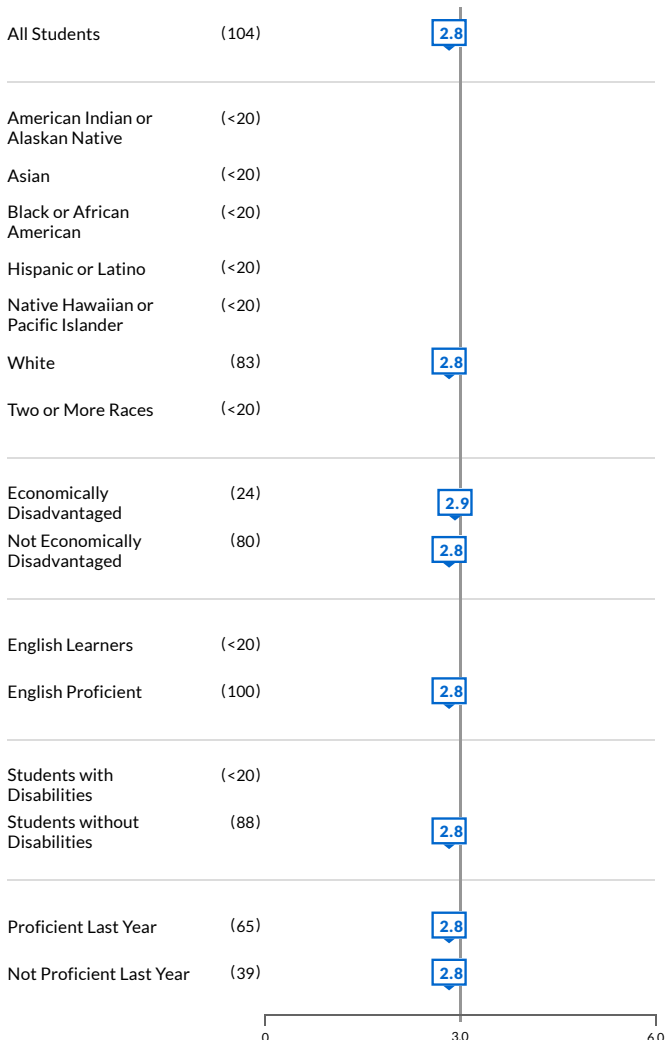 All Students (104) 2.8
American Indian or (<20)
Alaskan Native
Asian (<20)
Black or African (<20)
American
Hispanic or Latino (<20)
Native Hawaiian or (<20)
Pacific Islander
White (83) 2.8
Two or More Races (<20)
Economically (24) 2.9
Disadvantaged
Not Economically (80) 2.8
Disadvantaged
English Learners (<20)
English Proficient (100) 2.8
Students with (<20)
Disabilities
Students without (88) 2.8
Disabilities
Proficient Last Year (65) 2.8
Not Proficient Last Year (39) 2.8
0 3.0 6.0